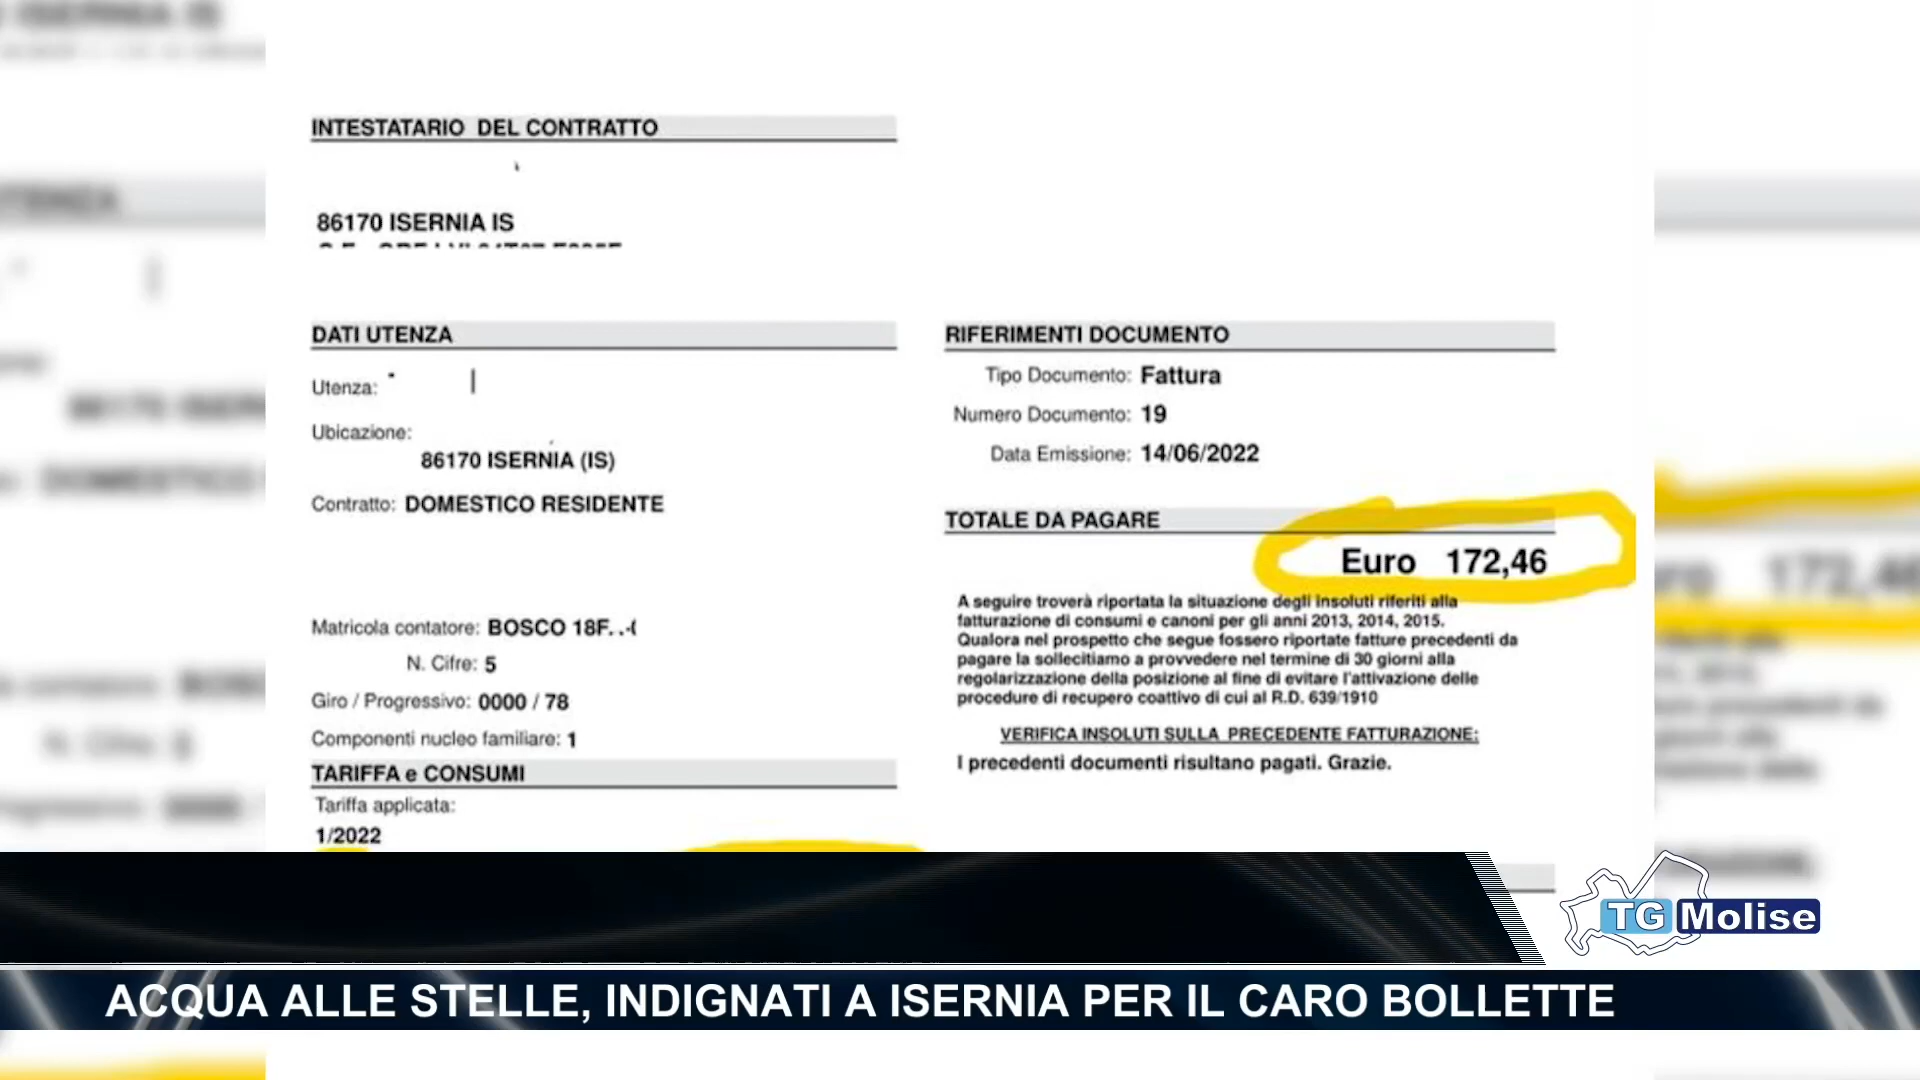 INTESTATARIO DEL CONTRATTO
86170 ISERNIA IS
DATI UTENZA
Utenza:
Ubicazione:
86170 ISERNIA (IS)
Contratto: DOMESTICO RESIDENTE
Matricola contatore: BOSCO 18F.
N. Cifre: 5
Giro / Progressivo: 0000 / 78
Componenti nucleo familiare: 1
TARIFFA e CONSUMI
Tariffa applicata:
1/2022
RIFERIMENTI DOCUMENTO
Tipo Documento: Fattura
Numero Documento: 19
Data Emissione: 14/06/2022
TOTALE DA PAGARE
Euro 172,46
A seguire troverà riportata la situazione degli insoluti riferiti alla
fatturazione di consumi e canoni per gli anni 2013, 2014, 2015.
Qualora nel prospetto che segue fossero riportate fatture precedenti da
pagare la sollecitiamo a provvedere nel termine di 30 giorni alla
regolarizzazione della posizione al fine di evitare l'attivazione delle
procedure di recupero coattivo di cui al R.D. 639/1910
VERIFICA INSOLUTI SULLA PRECEDENTE FATTURAZIONE:
I precedenti documenti risultano pagati. Grazie.
TG Molise
ACQUA ALLE STELLE, INDIGNATI A ISERNIA PER IL CARO BOLLETTE